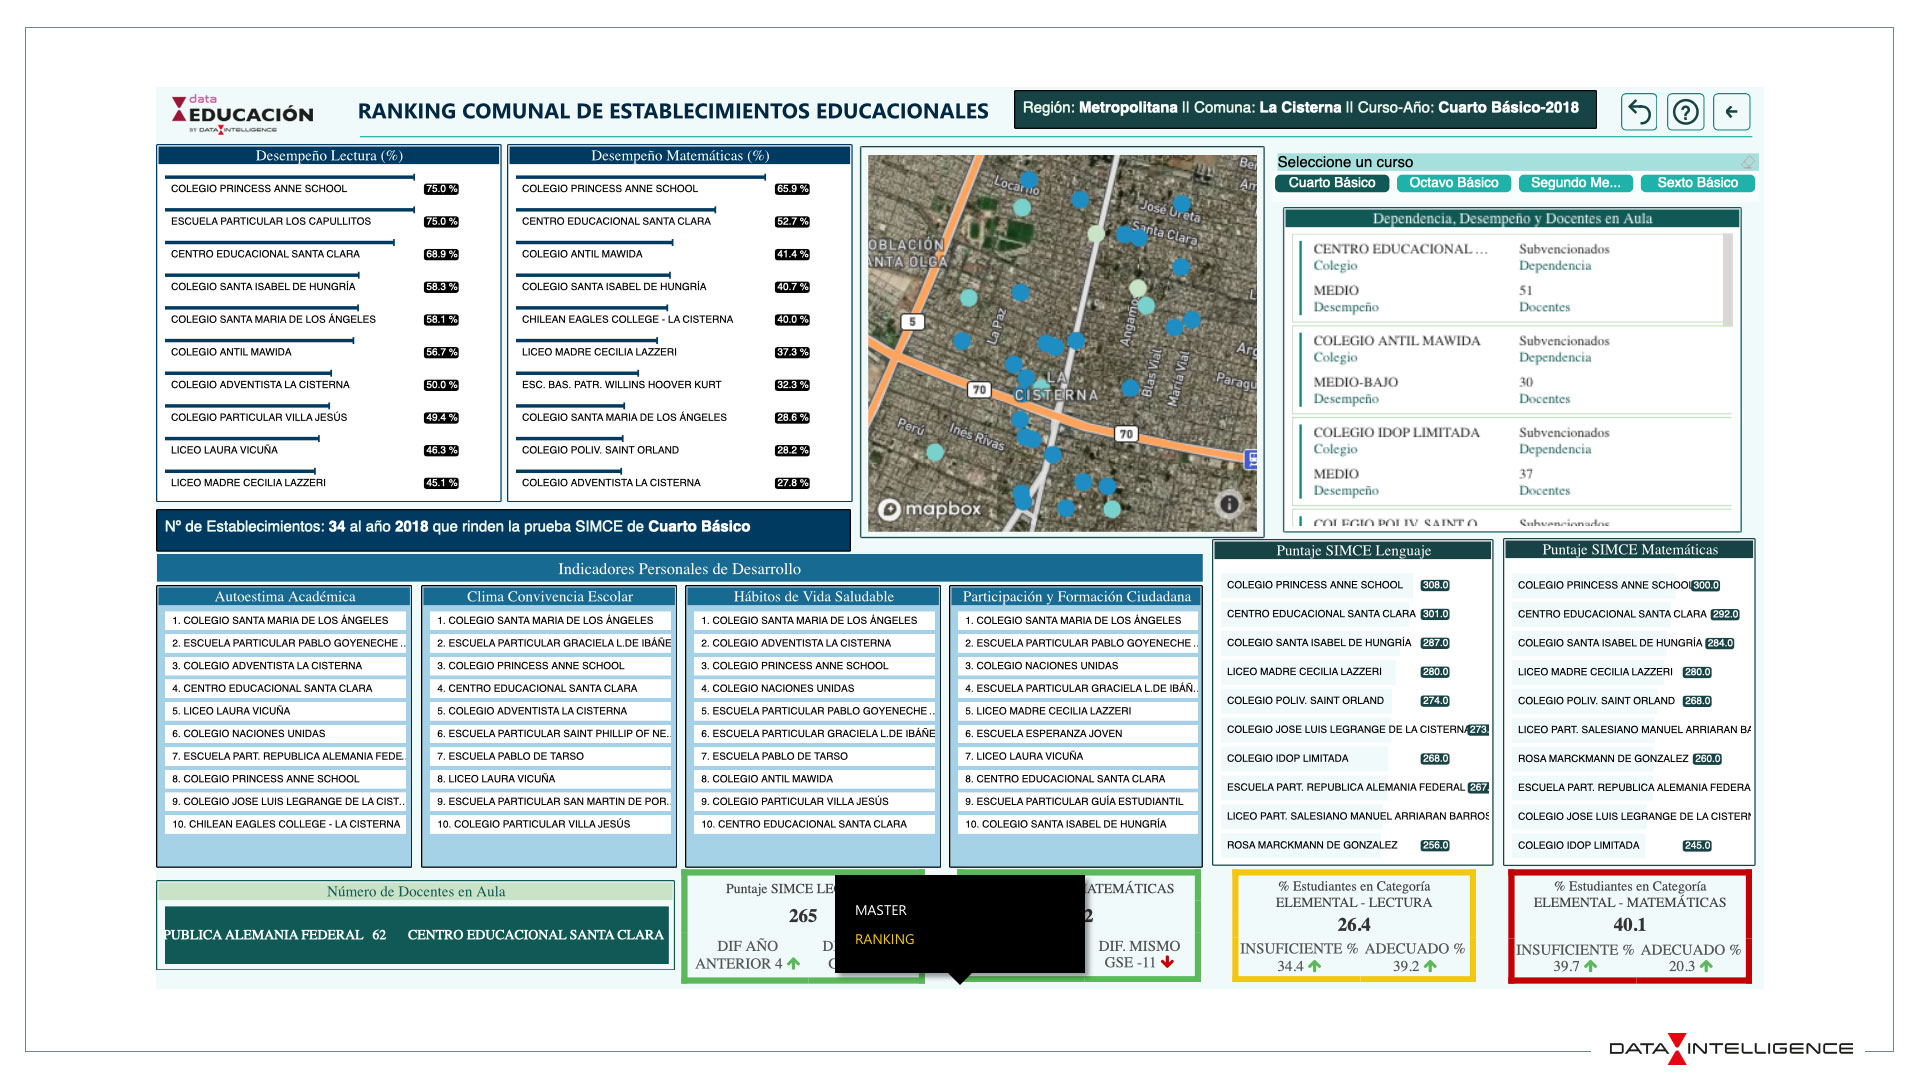 data
EDUCACIÓN
BY DATA INTELLIGENCE
RANKING COMUNAL DE ESTABLECIMIENTOS EDUCACIONALES
Región: Metropolitana II Comuna: La Cisterna II Curso-Año: Cuarto Básico-2018
Desempeño Lectura (%)
COLEGIO PRINCESS ANNE SCHOOL 75.0 %
ESCUELA PARTICULAR LOS CAPULLITOS 75.0 %
CENTRO EDUCACIONAL SANTA CLARA 68.9 %
COLEGIO SANTA ISABEL DE HUNGRÍA 58.3 %
COLEGIO SANTA MARIA DE LOS ÁNGELES 58.1 %
COLEGIO ANTIL MAWIDA 56.7 %
COLEGIO ADVENTISTA LA CISTERNA 50.0 %
COLEGIO PARTICULAR VILLA JESÚS 49.4 %
LICEO LAURA VICUÑA 46.3 %
LICEO MADRE CECILIA LAZZERI 45.1 %
Desempeño Matemáticas (%)
COLEGIO PRINCESS ANNE SCHOOL 65.9 %
CENTRO EDUCACIONAL SANTA CLARA 52.7 %
COLEGIO ANTIL MAWIDA 41.4 %
COLEGIO SANTA ISABEL DE HUNGRÍA 40.7 %
CHILEAN EAGLES COLLEGE - LA CISTERNA 40.0 %
LICEO MADRE CECILIA LAZZERI 37.3 %
ESC. BAS. PATR. WILLINS HOOVER KURT 32.3 %
COLEGIO SANTA MARIA DE LOS ÁNGELES 28.6 %
COLEGIO POLIV. SAINT ORLAND 28.2 %
COLEGIO ADVENTISTA LA CISTERNA 27.8 %
Locarno
José Ureta
Santa Clara
OBLACIÓN
ANTA OLGA
5
La Paz
Angamos
70
LA
CISTERNA
Blas Vial
María Vial
Paragu
Perú
Inés Rivas
70
mapbox
Seleccione un curso
Cuarto Básico
Octavo Básico
Segundo Me...
Sexto Básico
Dependencia, Desempeño y Docentes en Aula
CENTRO EDUCACIONAL ... Subvencionados
Colegio Dependencia
MEDIO 51
Desempeño Docentes
COLEGIO ANTIL MAWIDA Subvencionados
Colegio Dependencia
MEDIO-BAJO 30
Desempeño Docentes
COLEGIO IDOP LIMITADA Subvencionados
Colegio Dependencia
MEDIO 37
Desempeño Docentes
COLEGIO POLIV. SAINT O... Subvencionados
Nº de Establecimientos: 34 al año 2018 que rinden la prueba SIMCE de Cuarto Básico
Indicadores Personales de Desarrollo
Autoestima Académica
1. COLEGIO SANTA MARIA DE LOS ÁNGELES
2. ESCUELA PARTICULAR PABLO GOYENECHE ..
3. COLEGIO ADVENTISTA LA CISTERNA
4. CENTRO EDUCACIONAL SANTA CLARA
5. LICEO LAURA VICUÑA
6. COLEGIO NACIONES UNIDAS
7. ESCUELA PART. REPUBLICA ALEMANIA FEDE..
8. COLEGIO PRINCESS ANNE SCHOOL
9. COLEGIO JOSE LUIS LEGRANGE DE LA CIST..
10. CHILEAN EAGLES COLLEGE - LA CISTERNA
Clima Convivencia Escolar
1. COLEGIO SANTA MARIA DE LOS ÁNGELES
2. ESCUELA PARTICULAR GRACIELA L.DE IBÁÑE
3. COLEGIO PRINCESS ANNE SCHOOL
4. CENTRO EDUCACIONAL SANTA CLARA
5. COLEGIO ADVENTISTA LA CISTERNA
6. ESCUELA PARTICULAR SAINT PHILLIP OF NE..
7. ESCUELA PABLO DE TARSO
8. LICEO LAURA VICUÑA
9. ESCUELA PARTICULAR SAN MARTIN DE POR..
10. COLEGIO PARTICULAR VILLA JESÚS
Hábitos de Vida Saludable
1. COLEGIO SANTA MARIA DE LOS ÁNGELES
2. COLEGIO ADVENTISTA LA CISTERNA
3. COLEGIO PRINCESS ANNE SCHOOL
4. COLEGIO NACIONES UNIDAS
5. ESCUELA PARTICULAR PABLO GOYENECHE ..
6. ESCUELA PARTICULAR GRACIELA L.DE IBÁÑE
7. ESCUELA PABLO DE TARSO
8. COLEGIO ANTIL MAWIDA
9. COLEGIO PARTICULAR VILLA JESÚS
10. CENTRO EDUCACIONAL SANTA CLARA
Participación y Formación Ciudadana
1. COLEGIO SANTA MARIA DE LOS ÁNGELES
2. ESCUELA PARTICULAR PABLO GOYENECHE ..
3. COLEGIO NACIONES UNIDAS
4. ESCUELA PARTICULAR GRACIELA L.DE IBÁÑ..
5. LICEO MADRE CECILIA LAZZERI
6. ESCUELA ESPERANZA JOVEN
7. LICEO LAURA VICUÑA
8. CENTRO EDUCACIONAL SANTA CLARA
9. ESCUELA PARTICULAR GUÍA ESTUDIANTIL
10. COLEGIO SANTA ISABEL DE HUNGRÍA
Puntaje SIMCE Lenguaje
COLEGIO PRINCESS ANNE SCHOOL 308.0
CENTRO EDUCACIONAL SANTA CLARA 301.0
COLEGIO SANTA ISABEL DE HUNGRÍA 287.0
LICEO MADRE CECILIA LAZZERI 280.0
COLEGIO POLIV. SAINT ORLAND 274.0
COLEGIO JOSE LUIS LEGRANGE DE LA CISTERNA 273.
COLEGIO IDOP LIMITADA 268.0
ESCUELA PART. REPUBLICA ALEMANIA FEDERAL 267.
LICEO PART. SALESIANO MANUEL ARRIARAN BARROS
ROSA MARCKMANN DE GONZALEZ 256.0
Puntaje SIMCE Matemáticas
COLEGIO PRINCESS ANNE SCHOOL 300.0
CENTRO EDUCACIONAL SANTA CLARA 292.0
COLEGIO SANTA ISABEL DE HUNGRÍA 284.0
LICEO MADRE CECILIA LAZZERI 280.0
COLEGIO POLIV. SAINT ORLAND 268.0
LICEO PART. SALESIANO MANUEL ARRIARAN BA
ROSA MARCKMANN DE GONZALEZ 260.0
ESCUELA PART. REPUBLICA ALEMANIA FEDERA
COLEGIO JOSE LUIS LEGRANGE DE LA CISTERN
COLEGIO IDOP LIMITADA 245.0
Número de Docentes en Aula
PUBLICA ALEMANIA FEDERAL 62 CENTRO EDUCACIONAL SANTA CLARA
Puntaje SIMCE LE
265
DIF AÑO
ANTERIOR 4
MASTER
RANKING
ATEMÁTICAS
2
DIF. MISMO
GSE -11
% Estudiantes en Categoría
ELEMENTAL - LECTURA
26.4
INSUFICIENTE % ADECUADO %
34.4 39.2
% Estudiantes en Categoría
ELEMENTAL - MATEMÁTICAS
40.1
INSUFICIENTE % ADECUADO %
39.7 20.3
DATA INTELLIGENCE